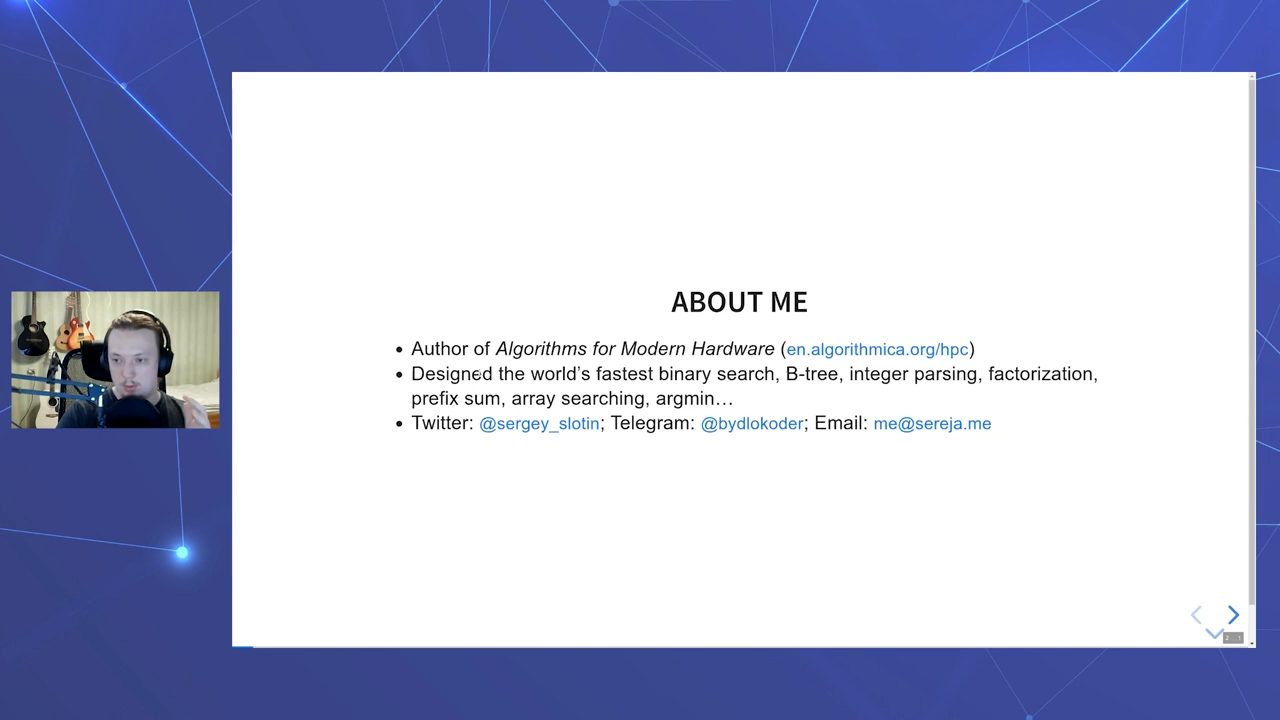 ABOUT ME
Author of Algorithms for Modern Hardware (en.algorithmica.org/hpc)
Designed the world's fastest binary search, B-tree, integer parsing, factorization,
prefix sum, array searching, argmin…
Twitter: @sergey_slotin; Telegram: @bydlokoder; Email: me@sereja.me